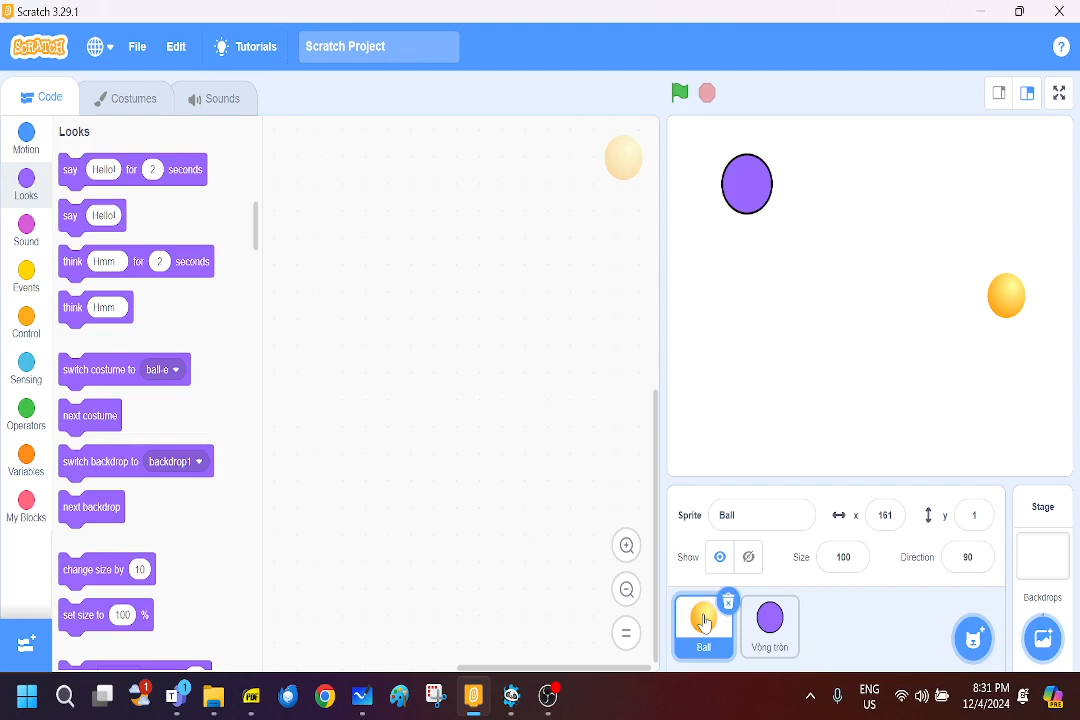 Scratch 3.29.1
SCRATCH
File
Edit
Tutorials
Scratch Project
?
Code
Costumes
Sounds
Motion
Looks
Sound
Events
Control
Sensing
Operators
Variables
My Blocks
Looks
say Hello! for 2 seconds
say Hello!
think Hmm... for 2 seconds
think Hmm...
switch costume to ball-e
next costume
switch backdrop to backdrop1
next backdrop
change size by 10
set size to 100 %
Sprite Ball x 161 y 1
Show Size 100 Direction 90
Ball
Vòng tròn
Stage
Backdrops
1
1
PDF
ENG
US
8:31 PM
12/4/2024
PRE